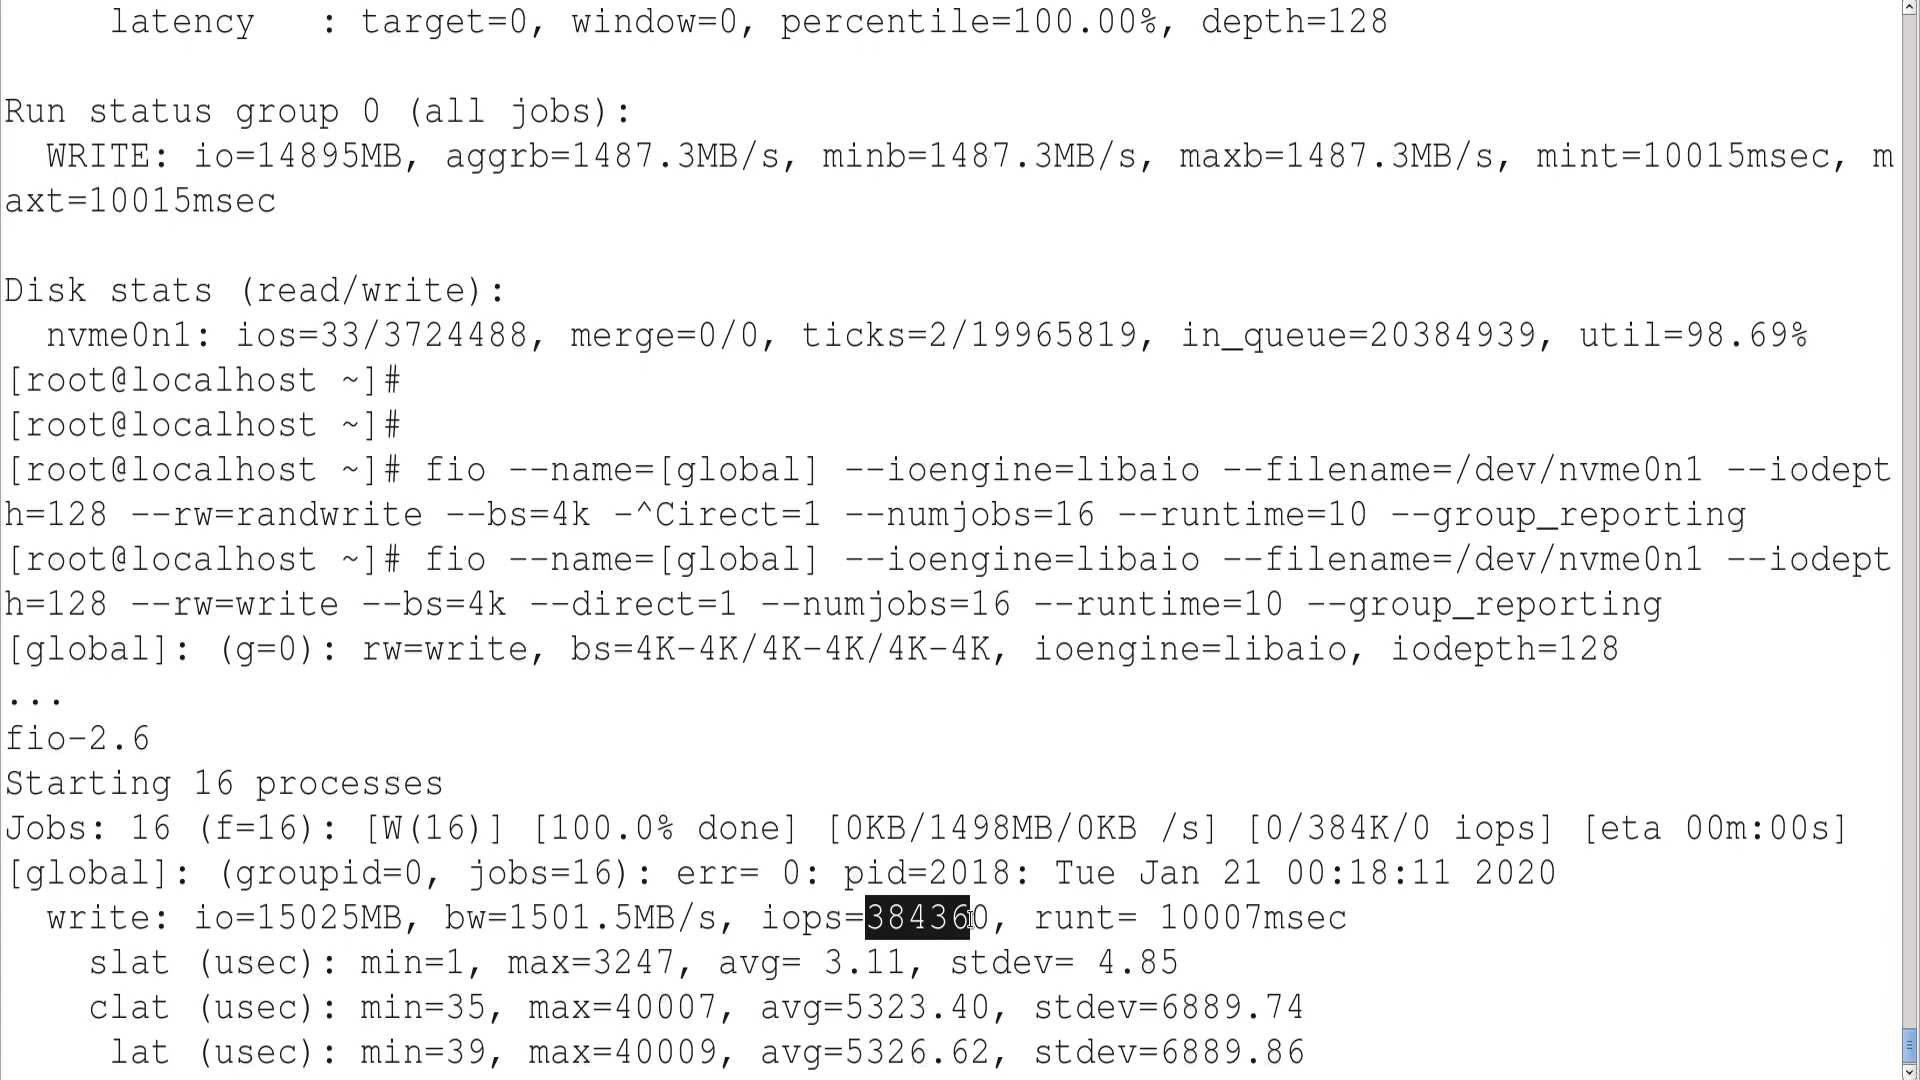 latency   : target=0, window=0, percentile=100.00%, depth=128
Run status group 0 (all jobs):
WRITE: io=14895MB, aggrb=1487.3MB/s, minb=1487.3MB/s, maxb=1487.3MB/s, mint=10015msec, m
axt=10015msec
Disk stats (read/write):
nvme0n1: ios=33/3724488, merge=0/0, ticks=2/19965819, in_queue=20384939, util=98.69%
[root@localhost ~]#
[root@localhost ~]#
[root@localhost ~]# fio --name=[global] --ioengine=libaio --filename=/dev/nvme0n1 --iodept
h=128 --rw=randwrite --bs=4k -^Cirect=1 --numjobs=16 --runtime=10 --group_reporting
[root@localhost ~]# fio --name=[global] --ioengine=libaio --filename=/dev/nvme0n1 --iodept
h=128 --rw=write --bs=4k --direct=1 --numjobs=16 --runtime=10 --group_reporting
[global]: (g=0): rw=write, bs=4K-4K/4K-4K/4K-4K, ioengine=libaio, iodepth=128
...
fio-2.6
Starting 16 processes
Jobs: 16 (f=16): [W(16)] [100.0% done] [0KB/1498MB/0KB /s] [0/384K/0 iops] [eta 00m:00s]
[global]: (groupid=0, jobs=16): err= 0: pid=2018: Tue Jan 21 00:18:11 2020
write: io=15025MB, bw=1501.5MB/s, iops=384360, runt= 10007msec
slat (usec): min=1, max=3247, avg= 3.11, stdev= 4.85
clat (usec): min=35, max=40007, avg=5323.40, stdev=6889.74
lat (usec): min=39, max=40009, avg=5326.62, stdev=6889.86